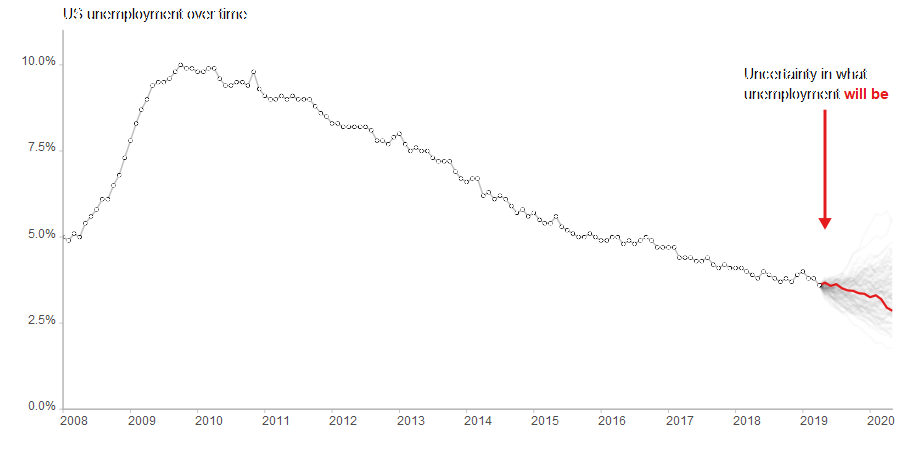 US unemployment over time
10.0%
7.5%
5.0%
2.5%
0.0%
Uncertainty in what
unemployment will be
2008 2009 2010 2011 2012 2013 2014 2015 2016 2017 2018 2019 2020